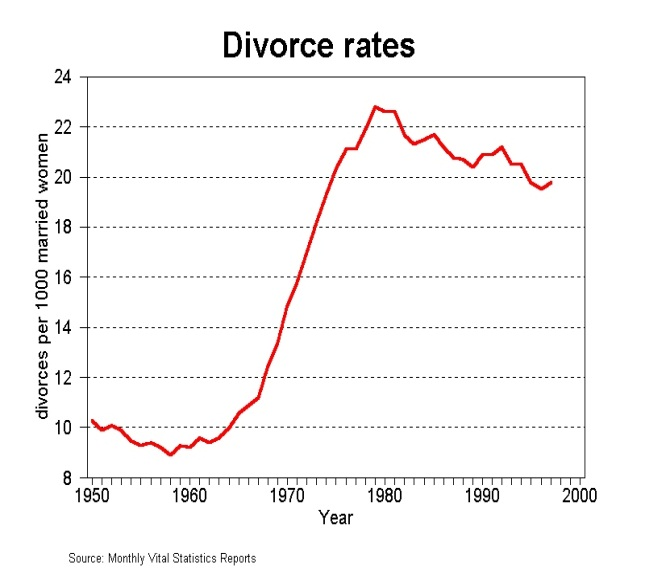 Divorce rates
24
22
20
18
16
14
12
10
8
divorces per 1000 married women
1950 1960 1970 1980 1990 2000
Year
Source: Monthly Vital Statistics Reports